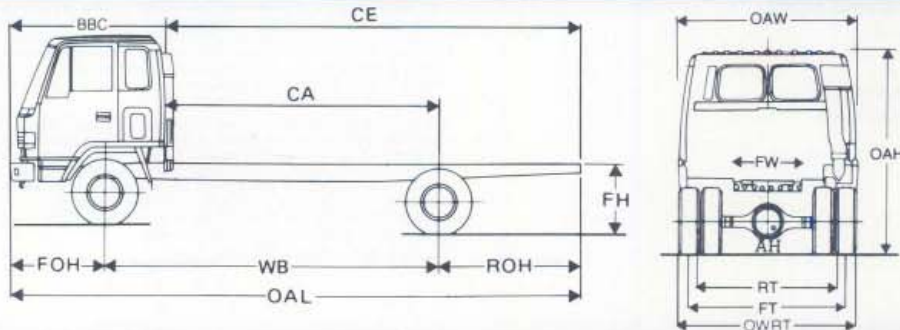 BBC CE
CA
FH
FOH WB ROH
OAL
OAW
OAH
FW
AH
RT
FT
OWRT